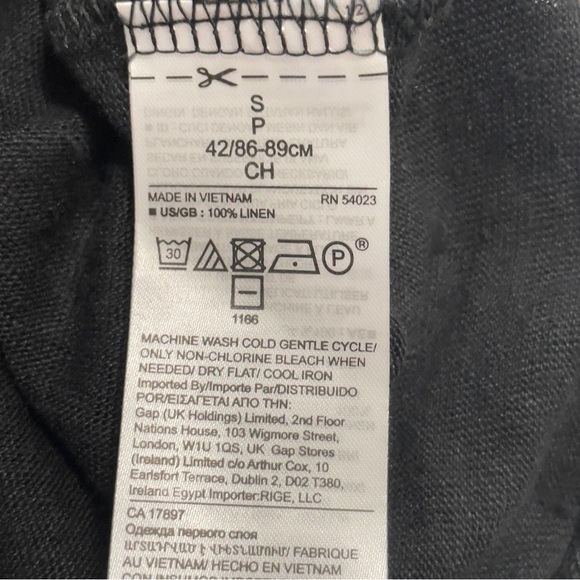 S
P
42/86-89CM
CH
MADE IN VIETNAM RN 54023
■ US/GB : 100% LINEN
30 P ®
1166
MACHINE WASH COLD GENTLE CYCLE/
ONLY NON-CHLORINE BLEACH WHEN
NEEDED/ DRY FLAT/ COOL IRON
Imported By/Importe Par/DISTRIBUIDO
POR/ΕΙΣΑΓΕΤΑΙ ΑΠΟ ΤΗΝ:
Gap (UK Holdings) Limited, 2nd Floor
Nations House, 103 Wigmore Street,
London, W1U 1QS, UK Gap Stores
(Ireland) Limited c/o Arthur Cox, 10
Earlsfort Terrace, Dublin 2, D02 T380,
Ireland Egypt Importer:RIGE, LLC
CA 17897
Одежда первого слоя
ԱՐՏԱԴՐՎԱԾ Է ՎԻԵՏՆԱՄՈՒՄ/ FABRIQUE
AU VIETNAM/ HECHO EN VIETNAM